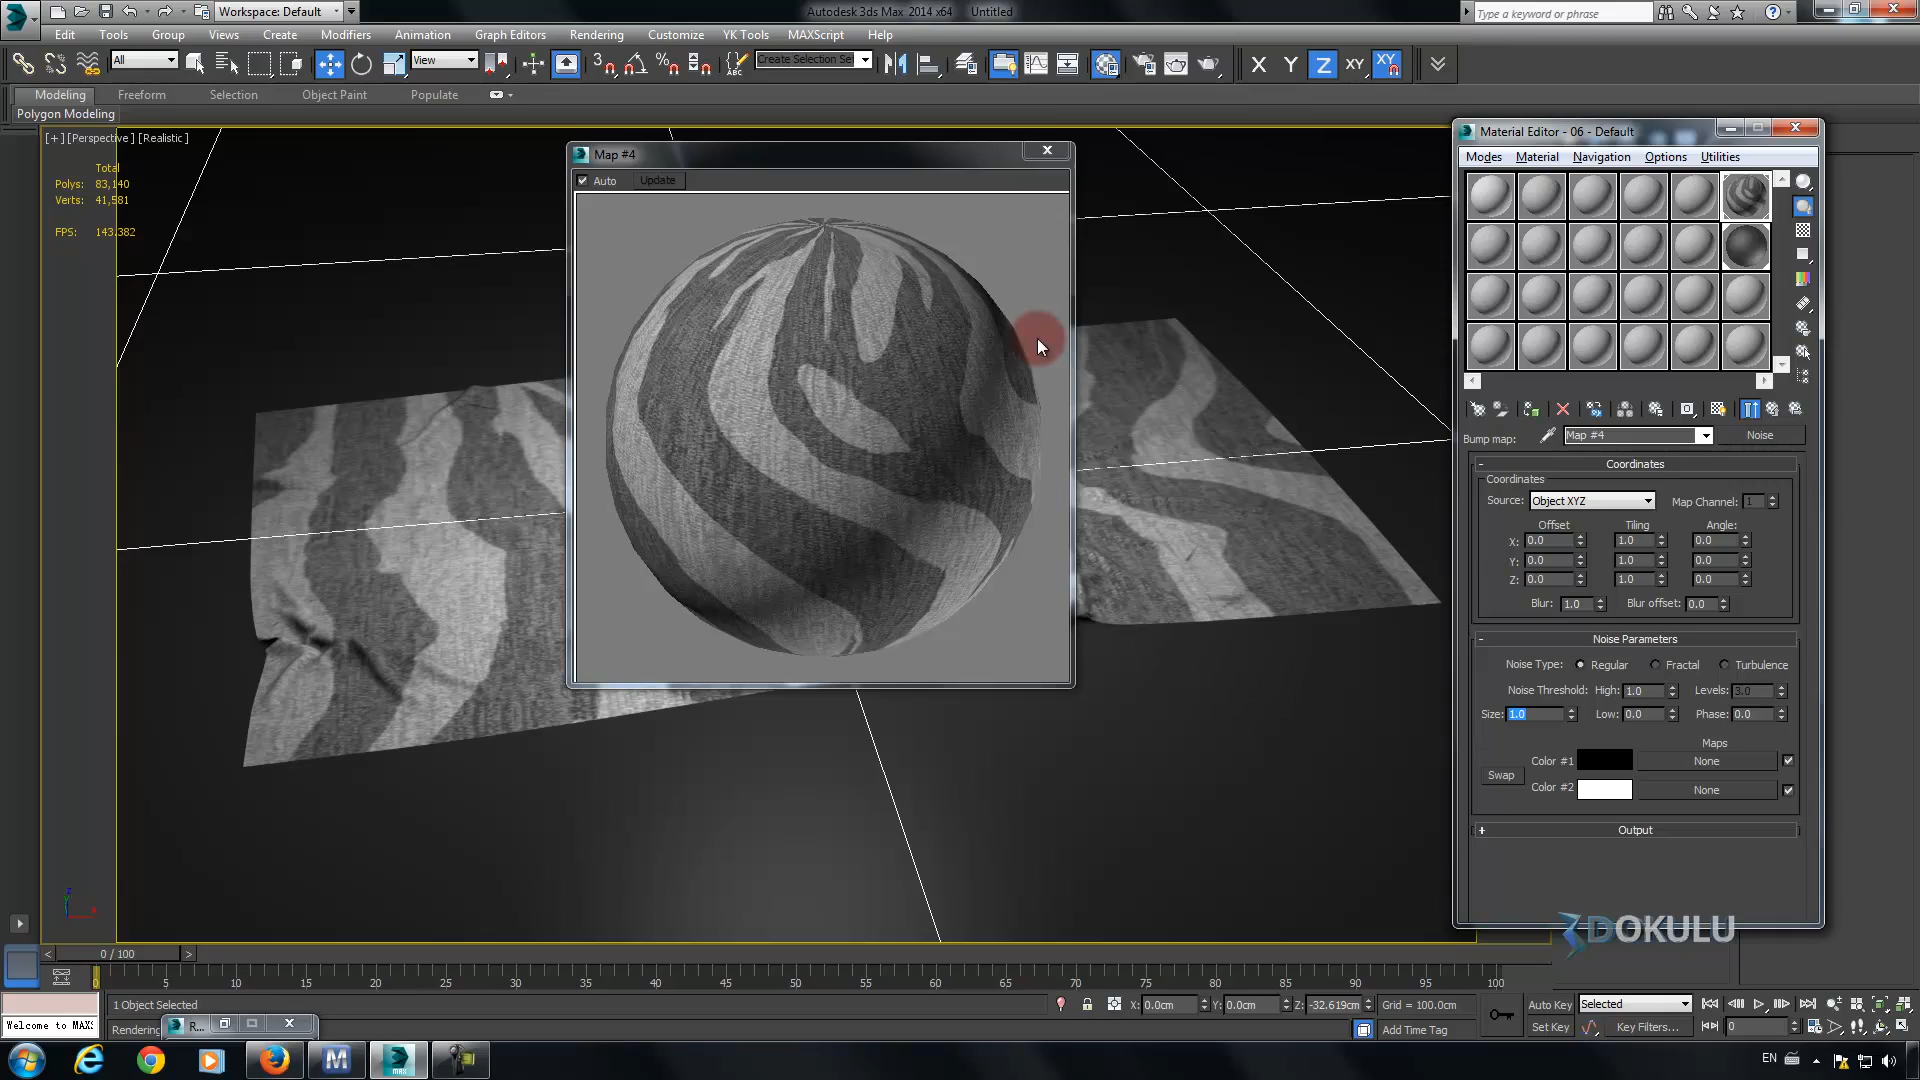 Workspace: Default
Autodesk 3ds Max 2014 x64 Untitled
Type a keyword or phrase
Edit Tools Group Views Create Modifiers Animation Graph Editors Rendering Customize YK Tools MAXScript Help
All
View
Create Selection Set
X Y Z XY XY
Modeling Freeform Selection Object Paint Populate
Polygon Modeling
[+] [Perspective] [Realistic]
Total
Polys: 83,140
Verts: 41,581
FPS: 143.382
Map #4
Auto Update
Material Editor - 06 - Default
Modes Material Navigation Options Utilities
Bump map: Map #4 Noise
- Coordinates
Coordinates
Source: Object XYZ Map Channel: 1
Offset Tiling Angle:
X: 0.0 1.0 0.0
Y: 0.0 1.0 0.0
Z: 0.0 1.0 0.0
Blur: 1.0 Blur offset: 0.0
- Noise Parameters
Noise Type: Regular Fractal Turbulence
Noise Threshold: High: 1.0 Levels: 3.0
Size: 1.0 Low: 0.0 Phase: 0.0
Maps
Color #1 None
Swap
Color #2 None
+ Output
3DOKULU
0 / 100
0 5 10 15 20 25 30 35 40 45 50 55 60 65 70 75 80 85 90 95 100
1 Object Selected
X: 0.0cm Y: 0.0cm Z: -32.619cm Grid = 100.0cm
Auto Key Selected
Welcome to MAXS
Rendering
R...
Add Time Tag
Set Key Key Filters...
0
EN